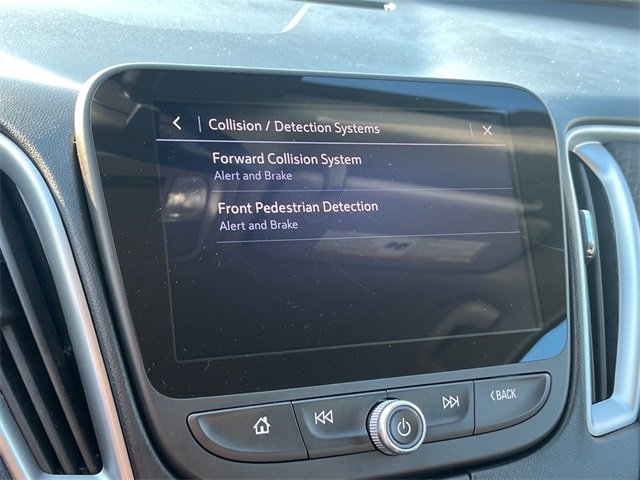 Collision / Detection Systems
Forward Collision System
Alert and Brake
Front Pedestrian Detection
Alert and Brake
BACK